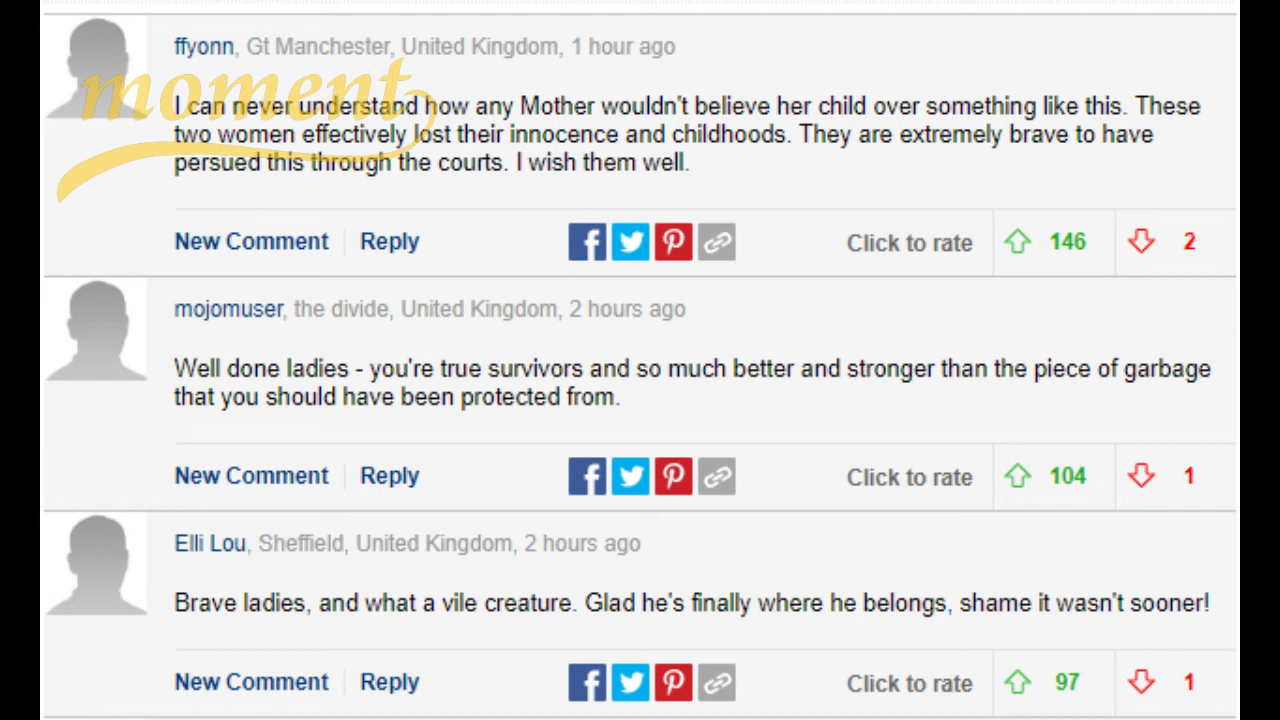 ffyonn, Gt Manchester, United Kingdom, 1 hour ago
moment
I can never understand how any Mother wouldn't believe her child over something like this. These
two women effectively lost their innocence and childhoods. They are extremely brave to have
persued this through the courts. I wish them well.
New Comment Reply Click to rate 146 2
mojomuser, the divide, United Kingdom, 2 hours ago
Well done ladies - you're true survivors and so much better and stronger than the piece of garbage
that you should have been protected from.
New Comment Reply Click to rate 104 1
Elli Lou, Sheffield, United Kingdom, 2 hours ago
Brave ladies, and what a vile creature. Glad he's finally where he belongs, shame it wasn't sooner!
New Comment Reply Click to rate 97 1